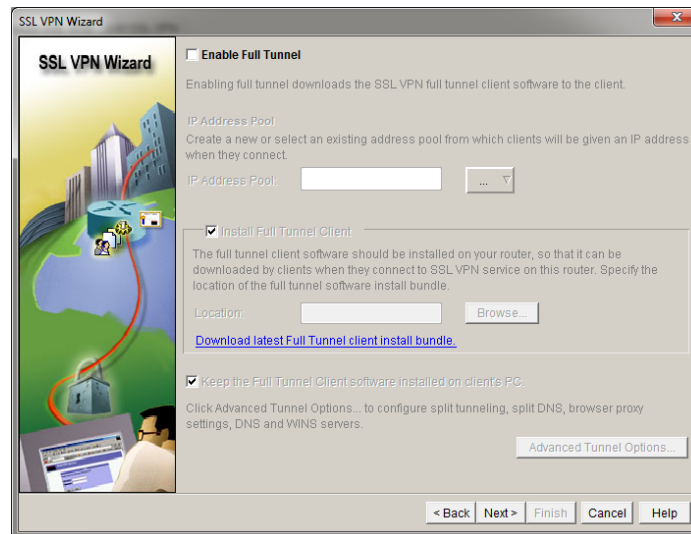 SSL VPN Wizard
SSL VPN Wizard
Enable Full Tunnel
Enabling full tunnel downloads the SSL VPN full tunnel client software to the client.
IP Address Pool
Create a new or select an existing address pool from which clients will be given an IP address
when they connect.
IP Address Pool:
...
Install Full Tunnel Client
The full tunnel client software should be installed on your router, so that it can be
downloaded by clients when they connect to SSL VPN service on this router. Specify the
location of the full tunnel software install bundle.
Location:
Browse...
Download latest Full Tunnel client install bundle.
Keep the Full Tunnel Client software installed on client's PC
Click Advanced Tunnel Options... to configure split tunneling, split DNS, browser proxy
settings, DNS and WINS servers.
Advanced Tunnel Options...
< Back
Next >
Finish
Cancel
Help